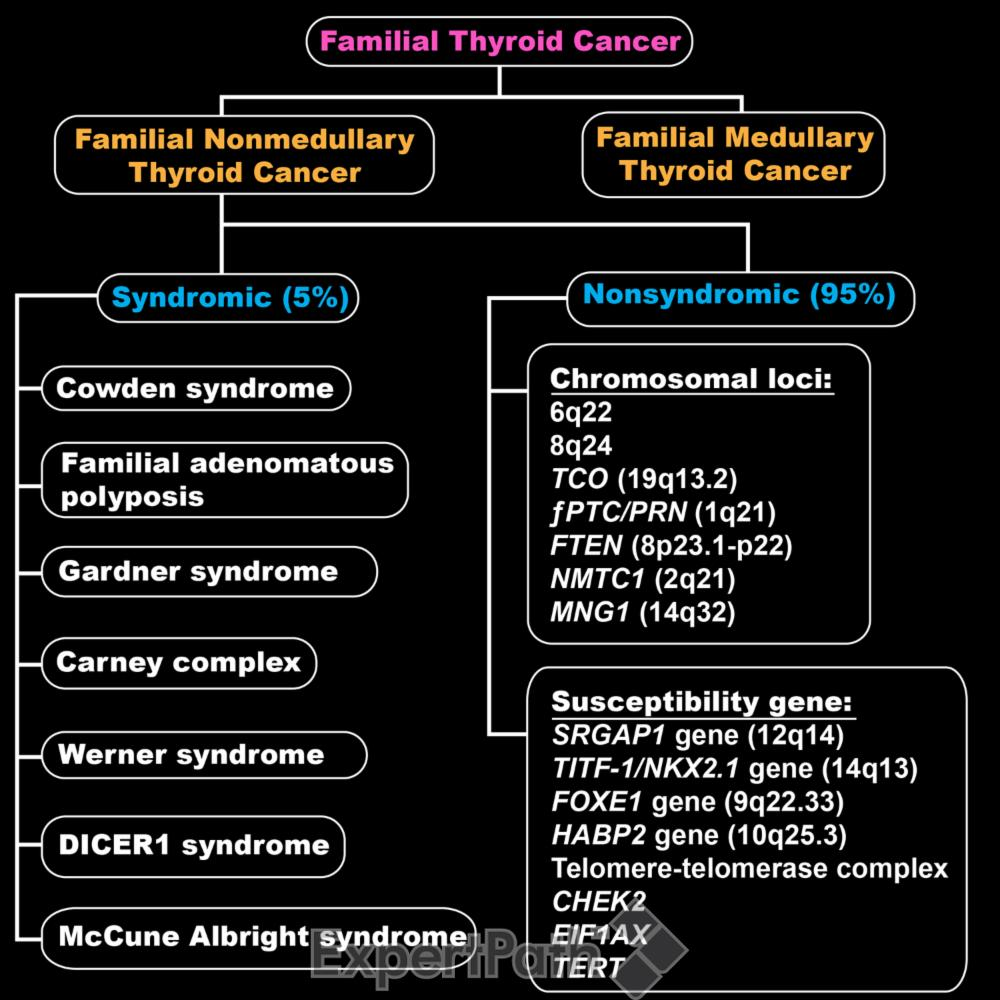 Familial Thyroid Cancer
Familial Nonmedullary
Thyroid Cancer
Familial Medullary
Thyroid Cancer
Syndromic (5%)
Cowden syndrome
Familial adenomatous
polyposis
Gardner syndrome
Carney complex
Werner syndrome
DICER1 syndrome
McCune Albright syndrome
Nonsyndromic (95%)
Chromosomal loci:
6q22
8q24
TCO (19q13.2)
ƒPTC/PRN (1q21)
FTEN (8p23.1-p22)
NMTC1 (2q21)
MNG1 (14q32)
Susceptibility gene:
SRGAP1 gene (12q14)
TITF-1/NKX2.1 gene (14q13)
FOXE1 gene (9q22.33)
HABP2 gene (10q25.3)
Telomere-telomerase complex
CHEK2
EIF1AX
TERT
ExpertPath